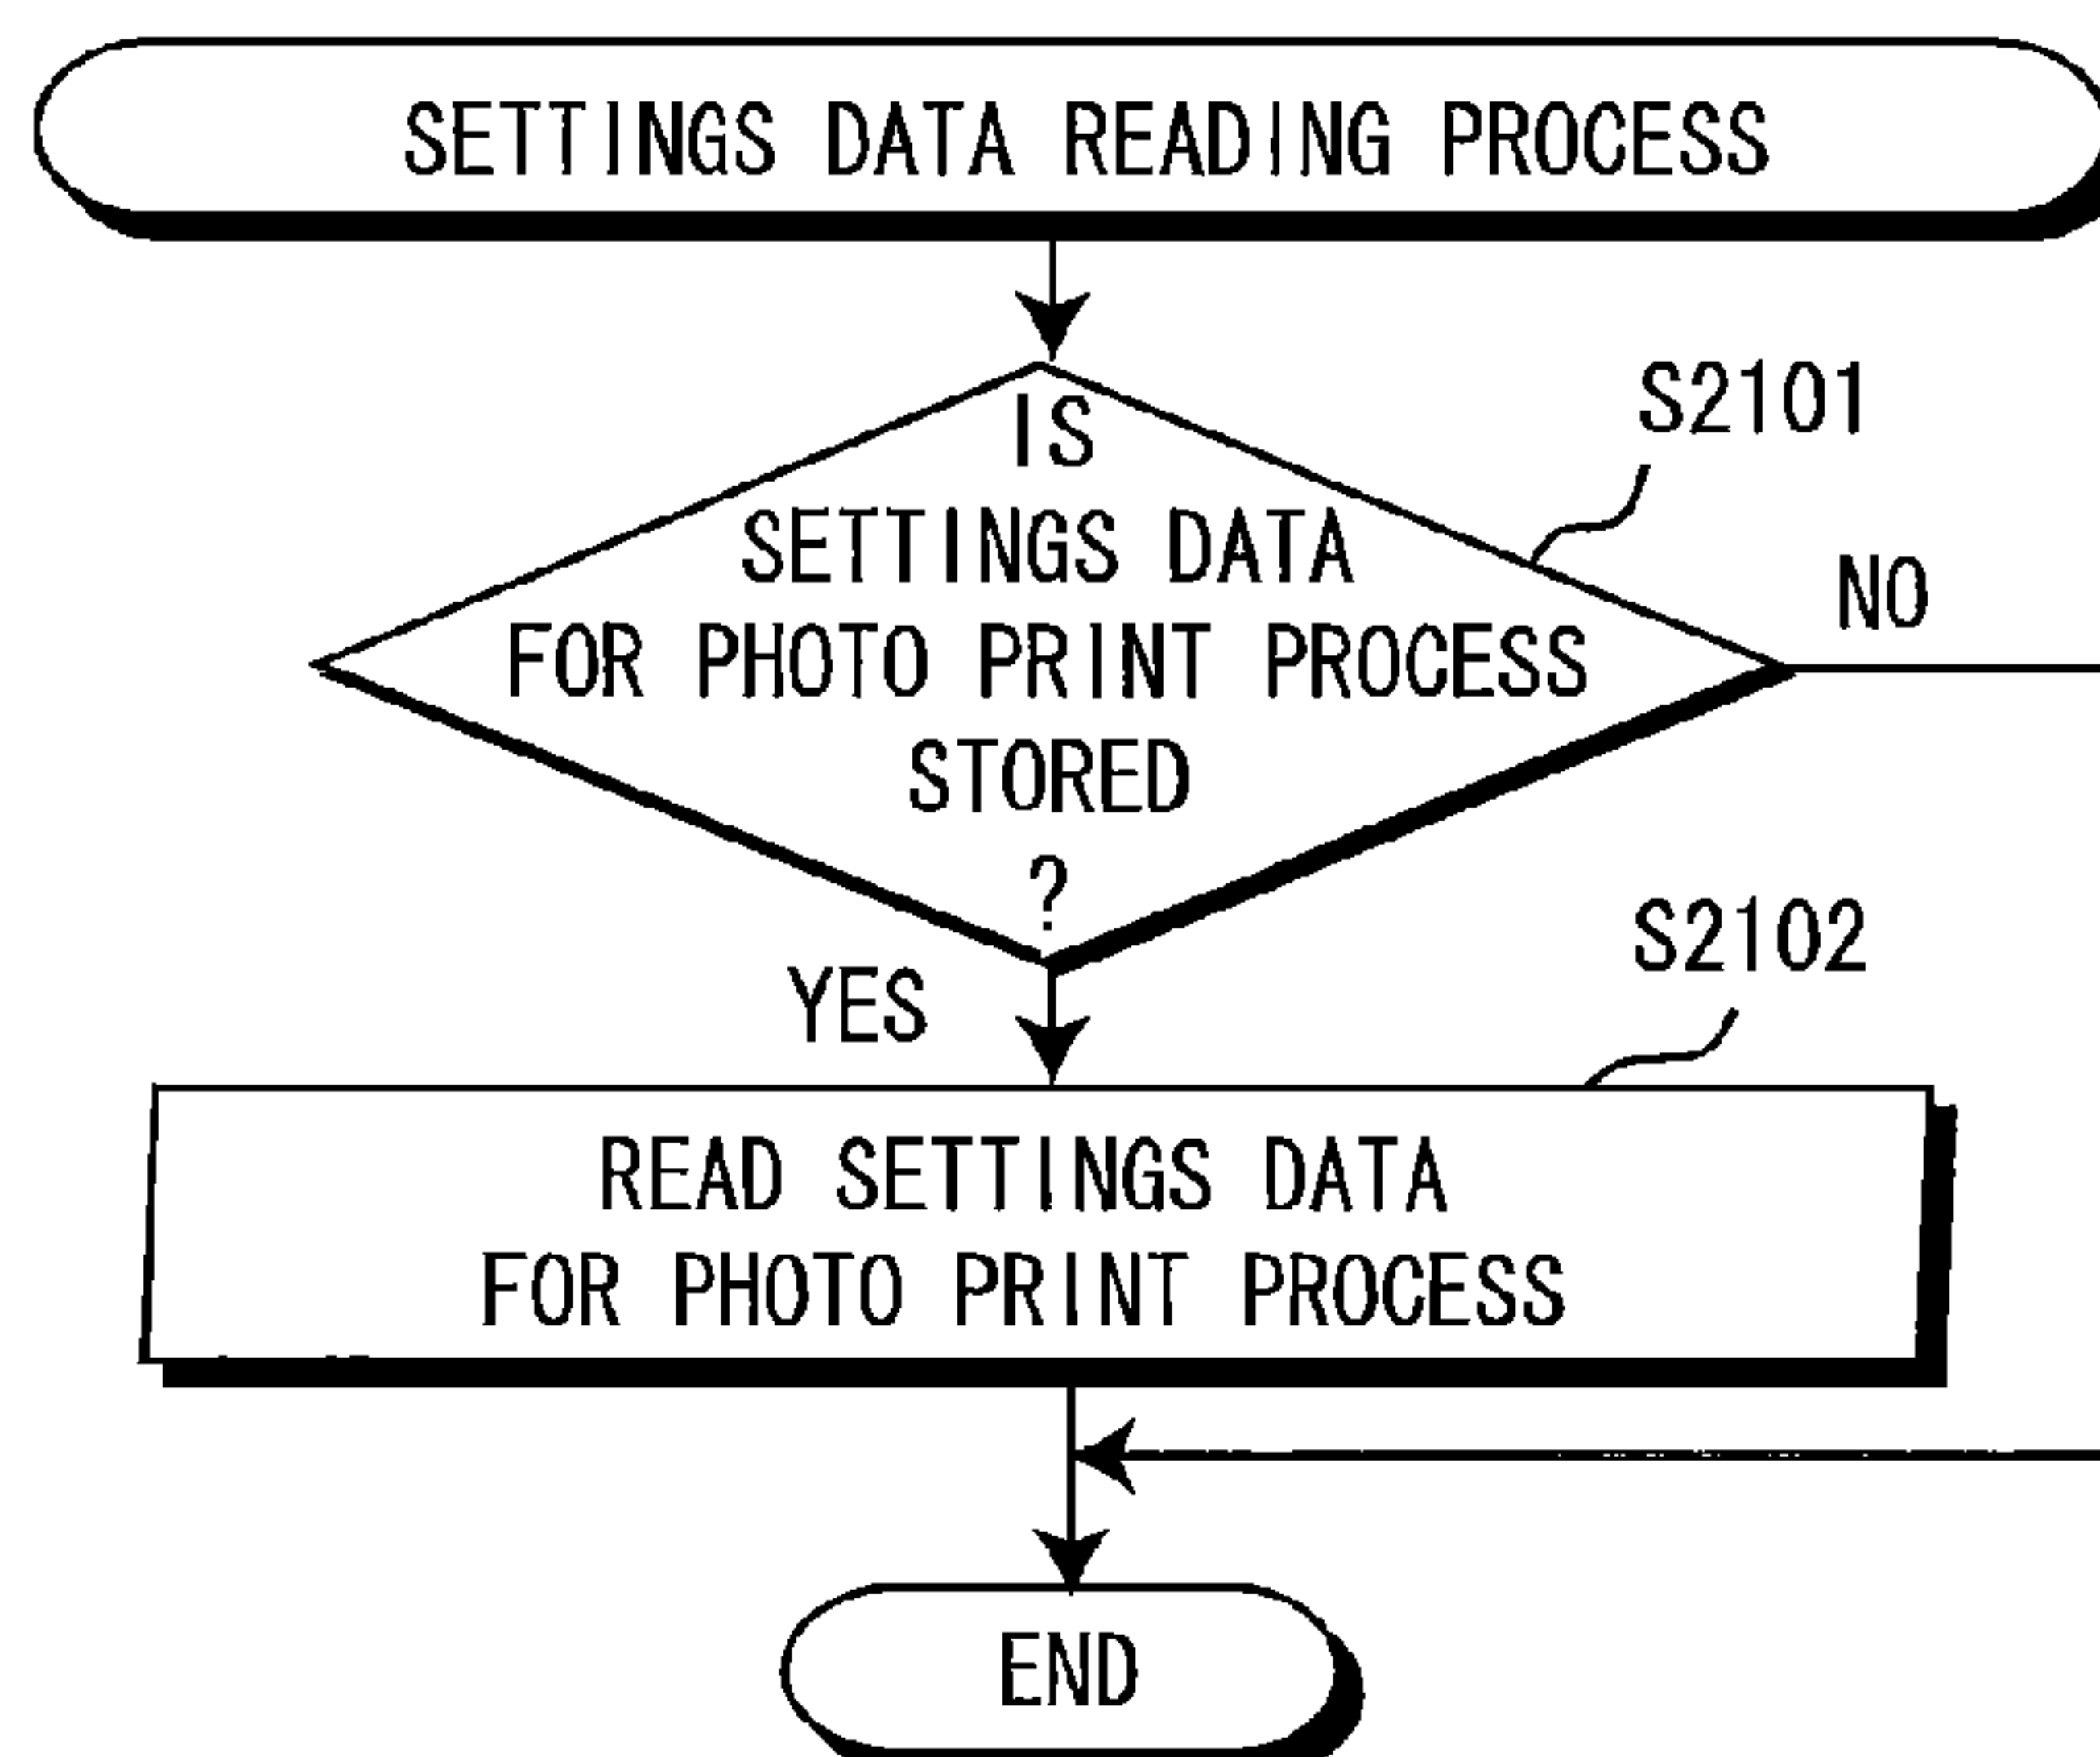 SETTINGS DATA READING PROCESS
S2101
IS
SETTINGS DATA
FOR PHOTO PRINT PROCESS
STORED
?
NO
YES
S2102
READ SETTINGS DATA
FOR PHOTO PRINT PROCESS
END